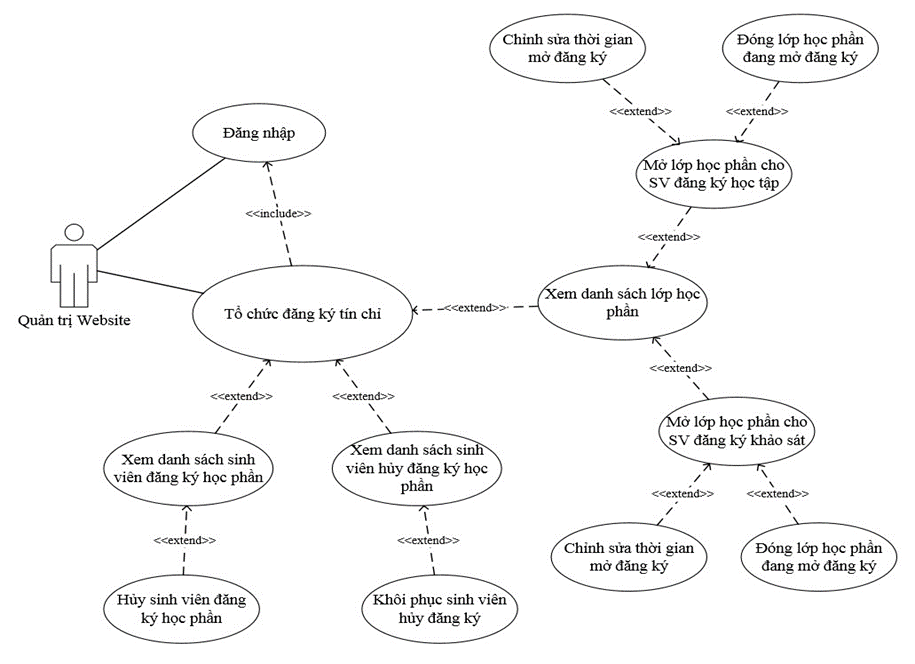 Chỉnh sửa thời gian
mở đăng ký
Đóng lớp học phần
đang mở đăng ký
<<extend>>
<<extend>>
Đăng nhập
Mở lớp học phần cho
SV đăng ký học tập
<<include>>
<<extend>>
Quản trị Website
Tổ chức đăng ký tín chỉ
<<extend>>
Xem danh sách lớp học
phần
<<extend>>
<<extend>>
<<extend>>
Mở lớp học phần cho
SV đăng ký khảo sát
Xem danh sách sinh
viên đăng ký học phần
Xem danh sách sinh
viên hủy đăng ký học
phần
<<extend>>
<<extend>>
<<extend>>
<<extend>>
Chỉnh sửa thời gian
mở đăng ký
Đóng lớp học phần
đang mở đăng ký
Hủy sinh viên đăng
ký học phần
Khôi phục sinh viên
hủy đăng ký